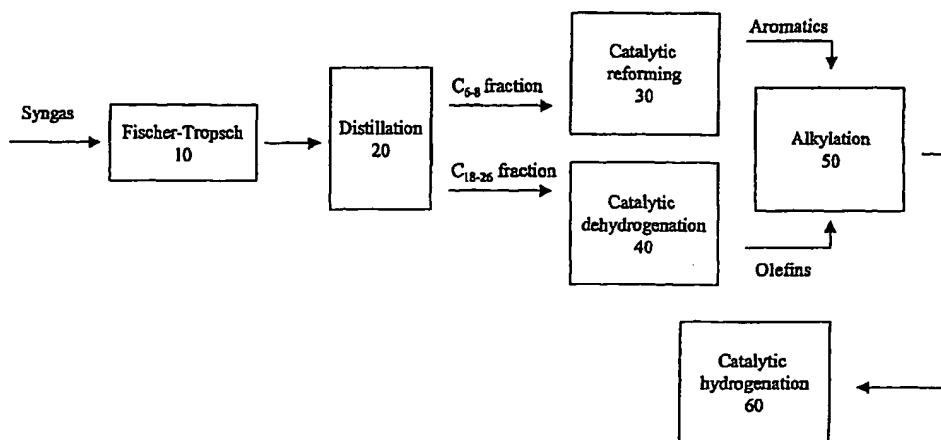 Syngas
Fischer-Tropsch
10
Distillation
20
C6-8 fraction
C18-26 fraction
Catalytic
reforming
30
Catalytic
dehydrogenation
40
Aromatics
Olefins
Alkylation
50
Catalytic
hydrogenation
60